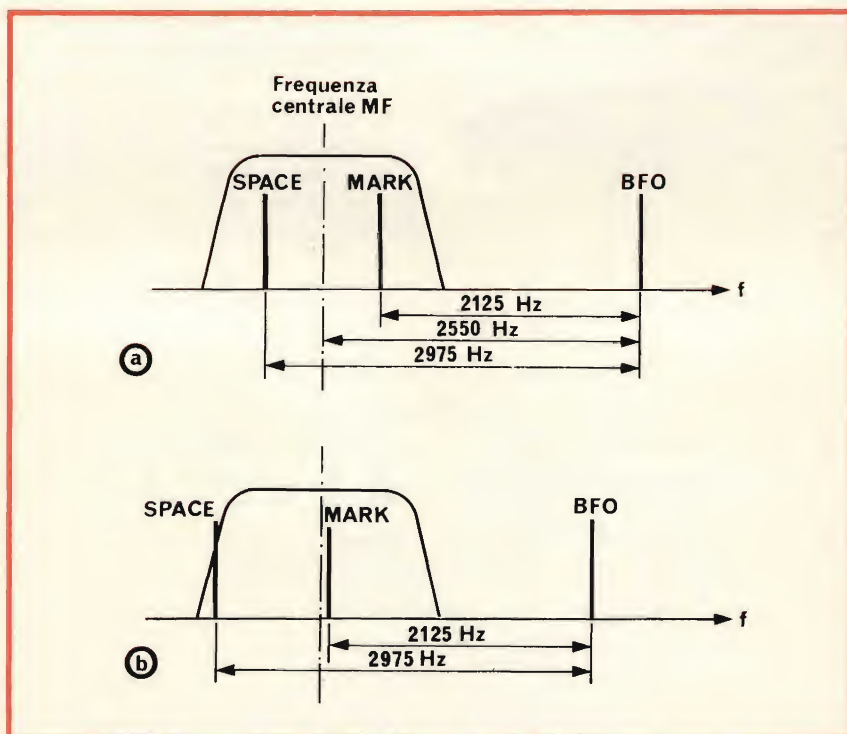 Frequenza
centrale MF
SPACE MARK BFO
f
2125 Hz
2550 Hz
2975 Hz
a
SPACE MARK BFO
f
2125 Hz
2975 Hz
b